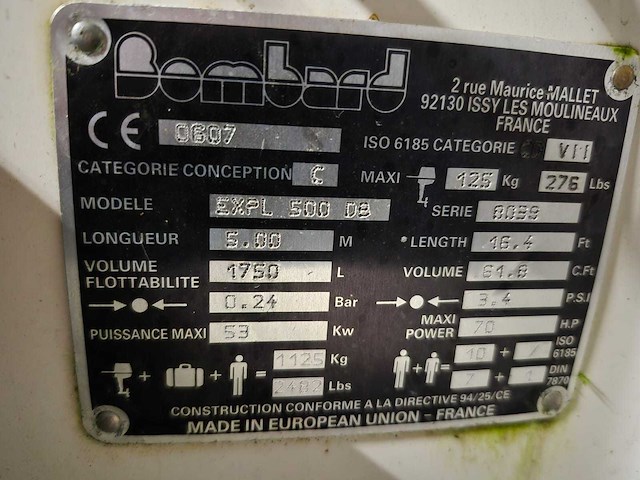 Bombard
2 rue Maurice MALLET
92130 ISSY LES MOULINEAUX
FRANCE
CE 0607 ISO 6185 CATEGORIE VII
CATEGORIE CONCEPTION C MAXI 125 Kg 276 Lbs
MODELE EXPL 500 DB SERIE
LONGUEUR 5.00 M *LENGTH 16.4 Ft
VOLUME FLOTTABILITE 1750 L VOLUME 61.8 C.Ft
0.24 Bar 3.4 P.S.I
PUISSANCE MAXI 53 Kw MAXI POWER 70 H.P
+ + = 1125 Kg + 10 + / ISO 6185
2482 Lbs 7 + 1 DIN 7870
CONSTRUCTION CONFORME A LA DIRECTIVE 94/25/CE
MADE IN EUROPEAN UNION - FRANCE